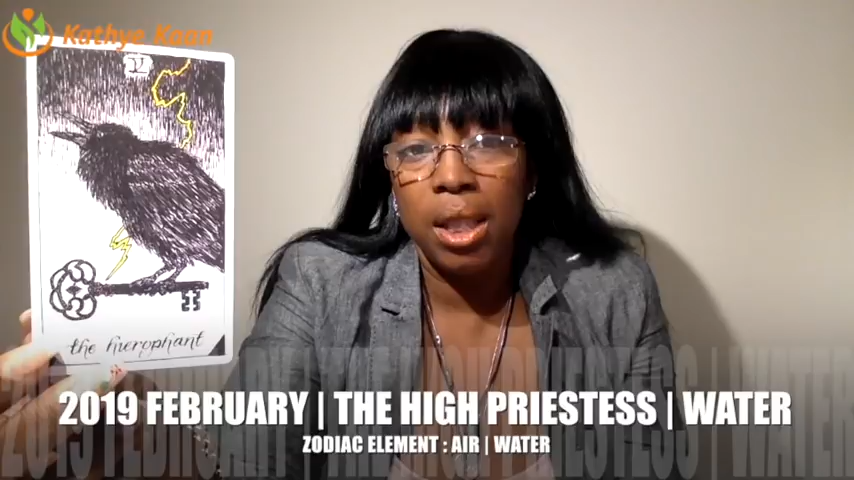 Kathye Koan
the hierophant
2019 FEBRUARY | THE HIGH PRIESTESS | WATER
ZODIAC ELEMENT : AIR | WATER